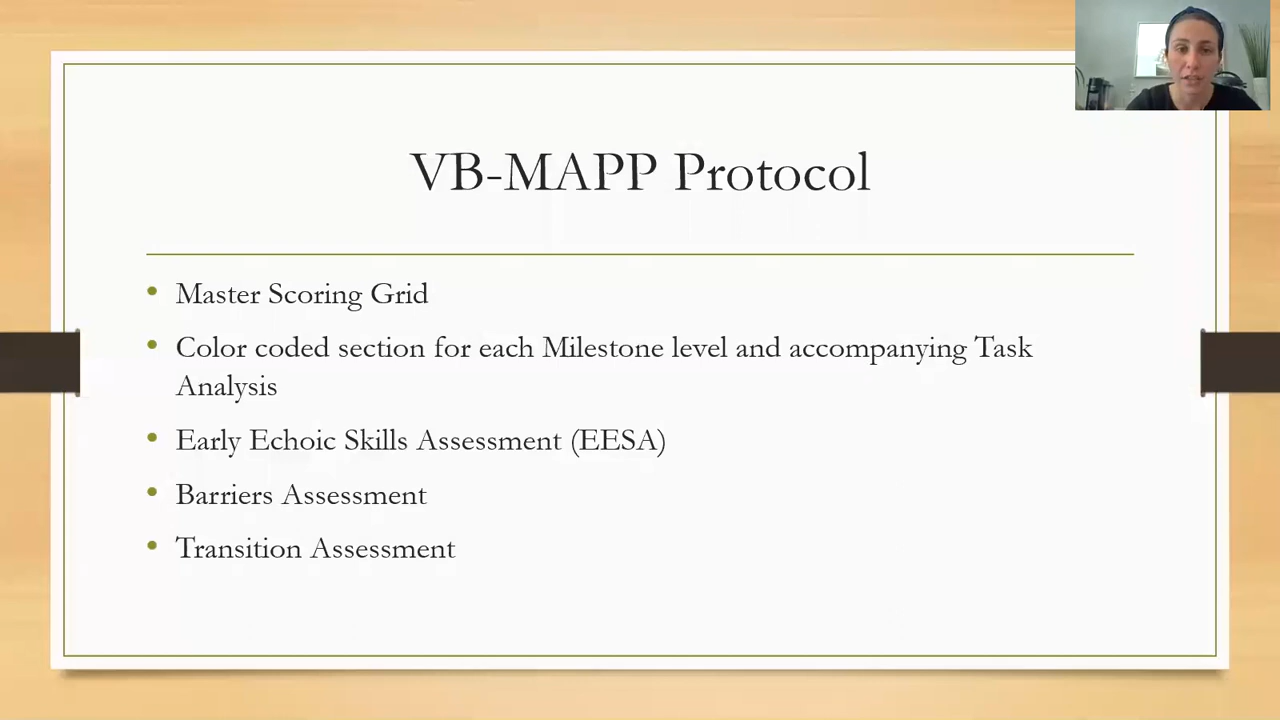 VB-MAPP Protocol
• Master Scoring Grid
• Color coded section for each Milestone level and accompanying Task
Analysis
• Early Echoic Skills Assessment (EESA)
• Barriers Assessment
• Transition Assessment